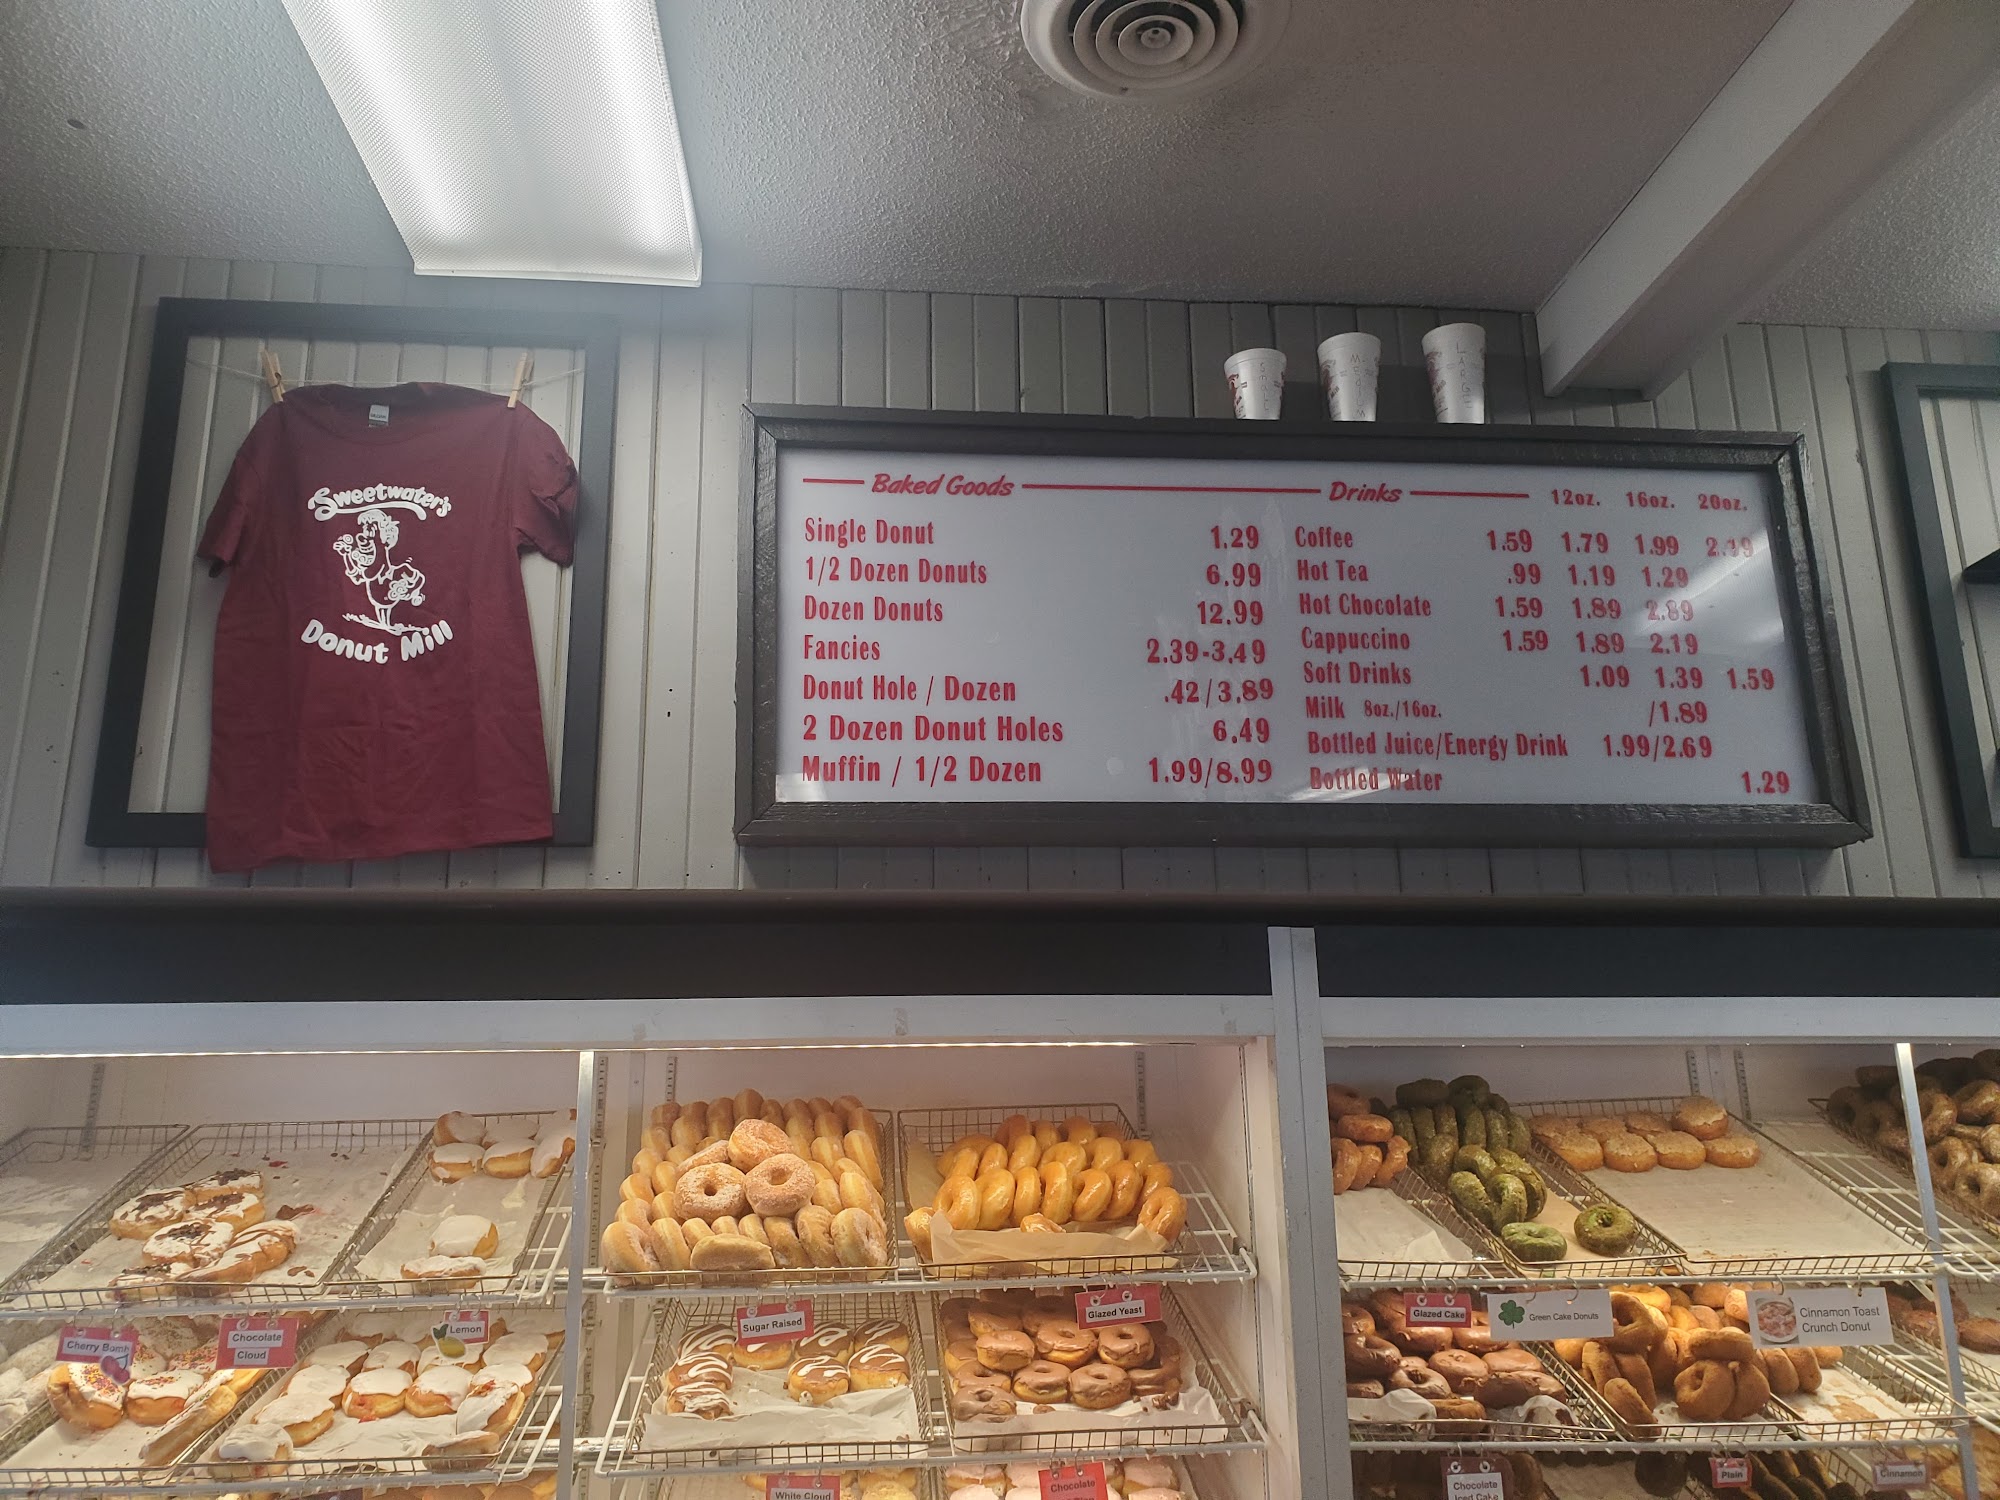 Sweetwater's
Donut Mill
SMALL
MEDIUM
LARGE
Baked Goods
Single Donut 1.29
1/2 Dozen Donuts 6.99
Dozen Donuts 12.99
Fancies 2.39-3.49
Donut Hole / Dozen .42/3.89
2 Dozen Donut Holes 6.49
Muffin / 1/2 Dozen 1.99/8.99
Drinks 12oz. 16oz. 20oz.
Coffee 1.59 1.79 1.99
Hot Tea .99 1.19 1.29
Hot Chocolate 1.59 1.89 2.89
Cappuccino 1.59 1.89 2.19
Soft Drinks 1.09 1.39 1.59
Milk 8oz./16oz. /1.89
Bottled Juice/Energy Drink 1.99/2.69
Bottled Water 1.29
Cherry Bomb
Chocolate
Cloud
Lemon
Sugar Raised
Glazed Yeast
Glazed Cake
Green Cake Donuts
Cinnamon Toast
Crunch Donut
White Cloud
Chocolate
Chocolate
Iced Cake
Plain
Cinnamon